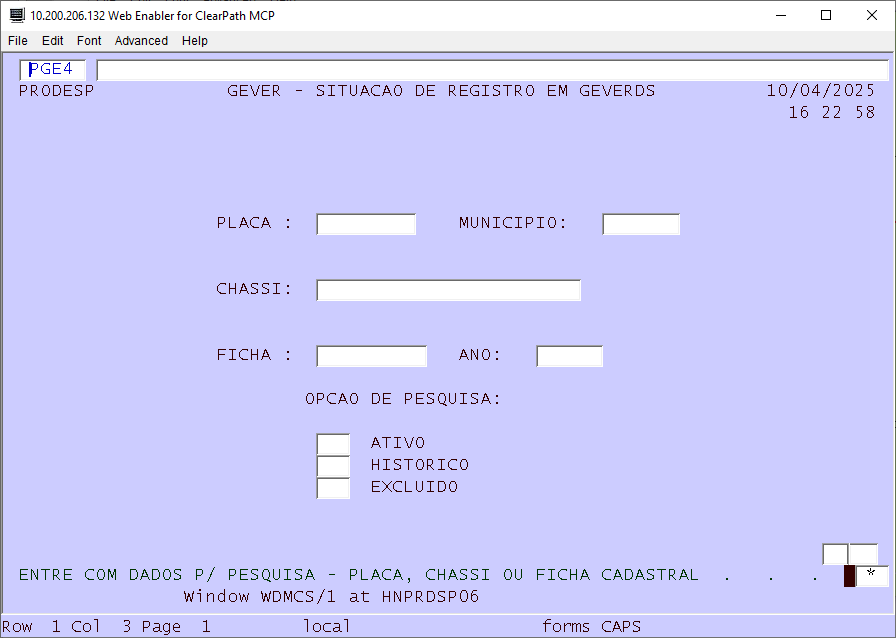 10.200.206.132 Web Enabler for ClearPath MCP
File Edit Font Advanced Help
PGE4
PRODESP GEVER - SITUACAO DE REGISTRO EM GEVERDS 10/04/2025
16 22 58
PLACA : MUNICIPIO:
CHASSI:
FICHA : ANO:
OPCAO DE PESQUISA:
ATIVO
HISTORICO
EXCLUIDO
ENTRE COM DADOS P/ PESQUISA - PLACA, CHASSI OU FICHA CADASTRAL . . . *
Window WDMCS/1 at HNPRDSP06
Row 1 Col 3 Page 1 local forms CAPS